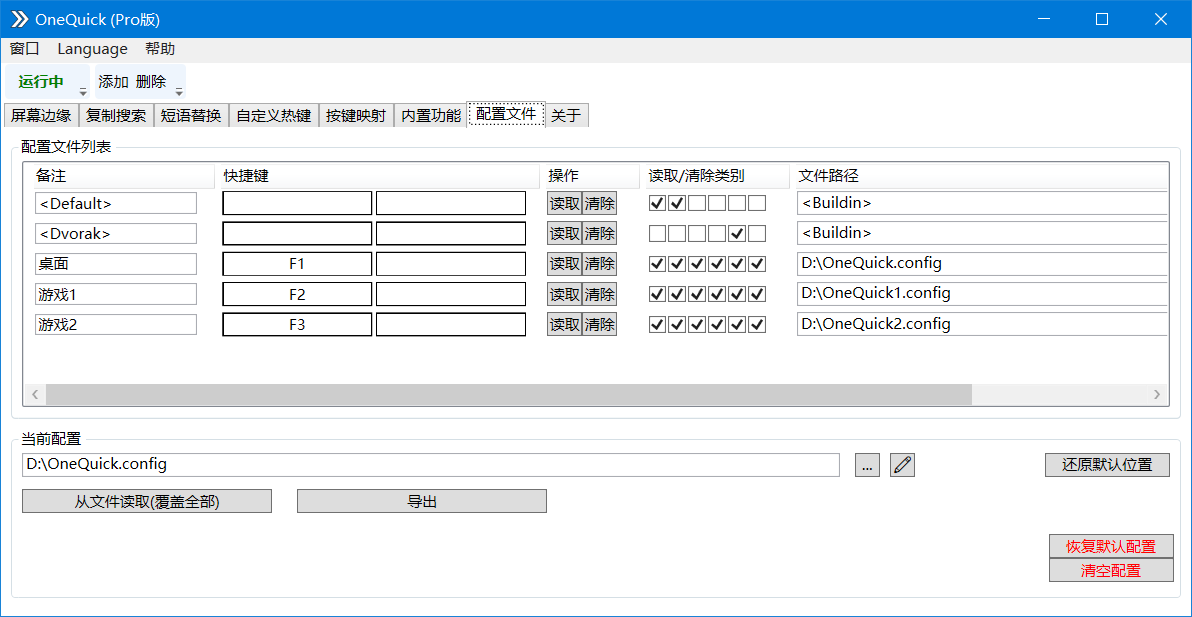 OneQuick (Pro版)
窗口 Language 帮助
运行中 添加 删除
屏幕边缘 复制搜索 短语替换 自定义热键 按键映射 内置功能 配置文件 关于
配置文件列表
备注 快捷键 操作 读取/清除类别 文件路径
<Default> 读取 清除 <Buildin>
<Dvorak> 读取 清除 <Buildin>
桌面 F1 读取 清除 D:\OneQuick.config
游戏1 F2 读取 清除 D:\OneQuick1.config
游戏2 F3 读取 清除 D:\OneQuick2.config
当前配置
D:\OneQuick.config ... 还原默认位置
从文件读取(覆盖全部) 导出
恢复默认配置
清空配置